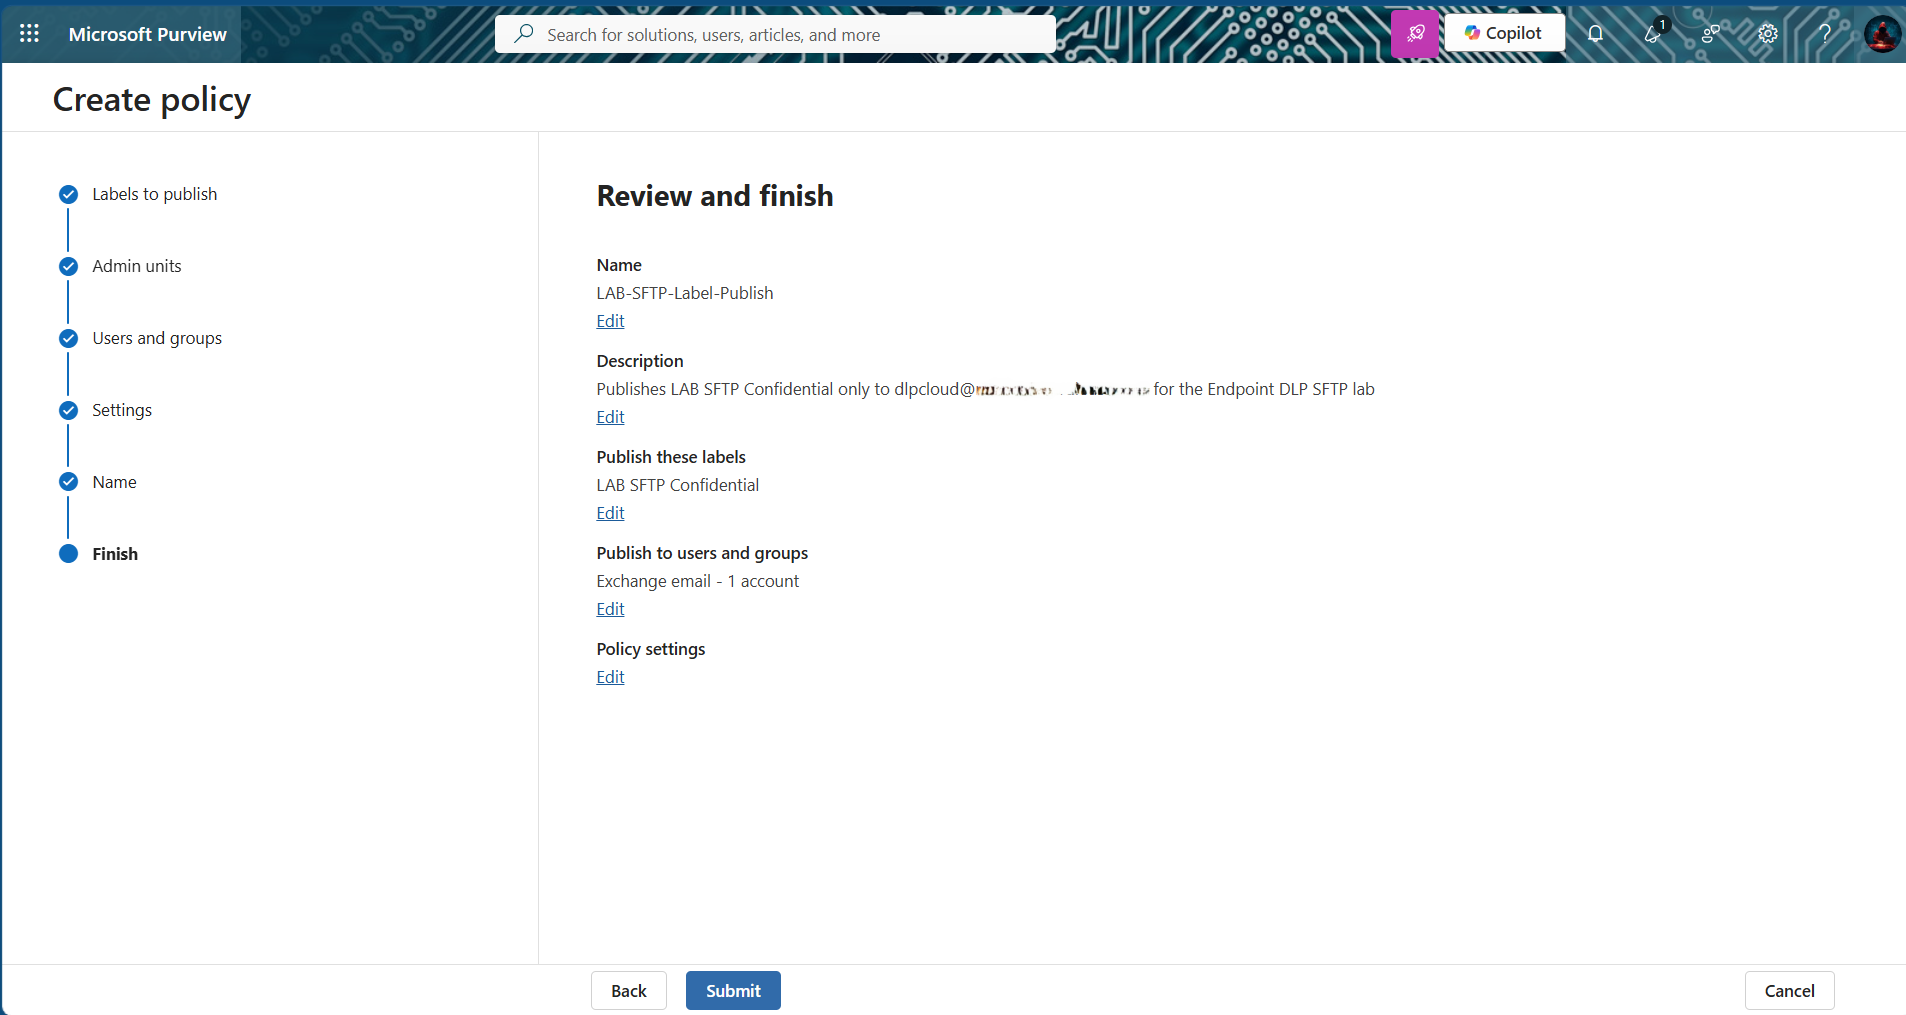 Microsoft Purview
Search for solutions, users, articles, and more
Copilot
1
Create policy
Labels to publish
Admin units
Users and groups
Settings
Name
Finish
Review and finish
Name
LAB-SFTP-Label-Publish
Edit
Description
Publishes LAB SFTP Confidential only to dlpcloud@ for the Endpoint DLP SFTP lab
Edit
Publish these labels
LAB SFTP Confidential
Edit
Publish to users and groups
Exchange email - 1 account
Edit
Policy settings
Edit
Back
Submit
Cancel